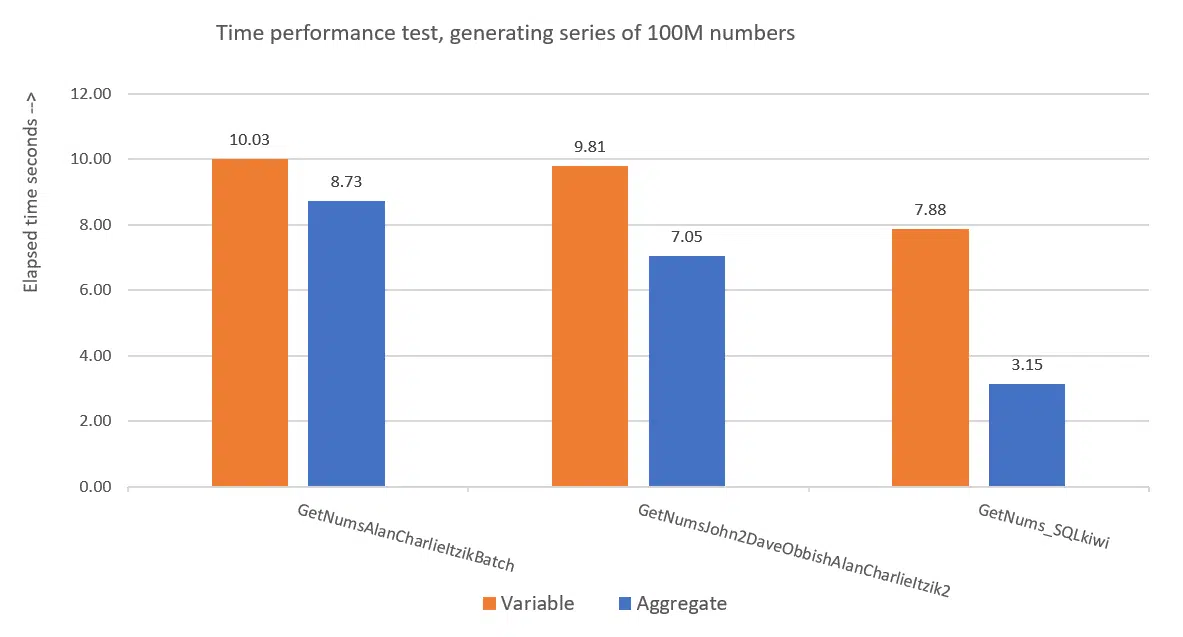 Time performance test, generating series of 100M numbers
Elapsed time seconds -->
12.00
10.00
8.00
6.00
4.00
2.00
0.00
10.03
8.73
9.81
7.05
7.88
3.15
GetNumsAlanCharlieItzikBatch
GetNumsJohn2DaveObbishAlanCharlieItzik2
GetNums_SQLkiwi
Variable
Aggregate